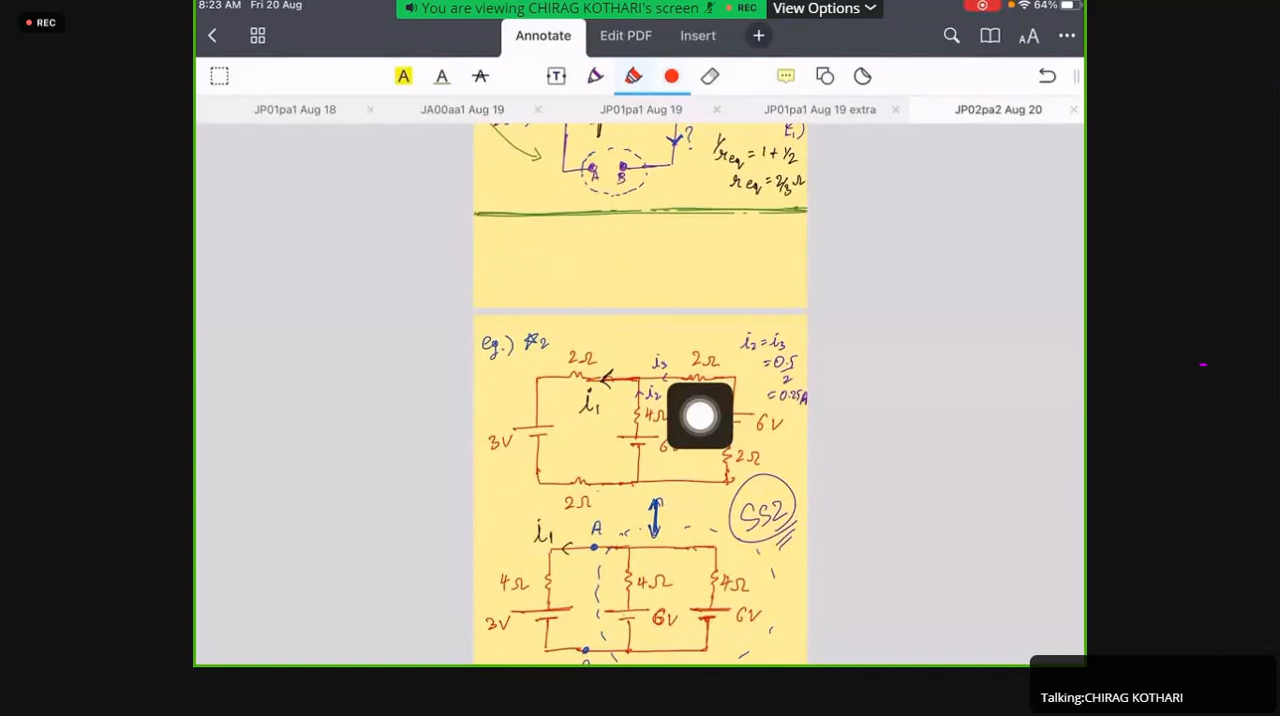 8:23 AM Fri 20 Aug
You are viewing CHIRAG KOTHARI's screen
REC
View Options
64%
REC
Annotate
Edit PDF
Insert
A
A
A
T
AA
JP01pa1 Aug 18
JA00aa1 Aug 19
JP01pa1 Aug 19
JP01pa1 Aug 19 extra
JP02pa2 Aug 20
?
A
B
1/req = 1 + 1/2
req = 2/3 Ω
eg.) 2
2Ω
i3
2Ω
i2 = i3
= 0.5/2
= 0.25A
i1
i2
4Ω
6V
3V
2Ω
2Ω
SS2
i1
A
4Ω
4Ω
4Ω
3V
6V
6V
Talking:CHIRAG KOTHARI